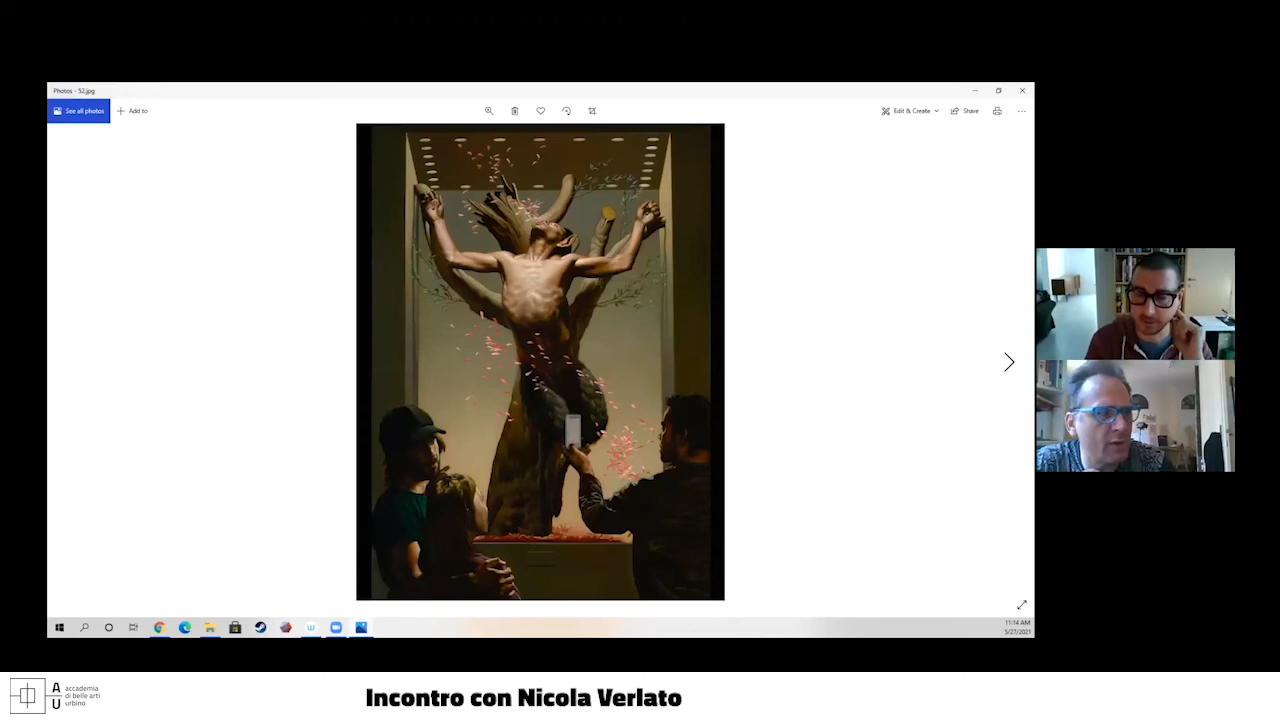 Photos - 52.jpg
See all photos
Add to
Edit & Create
Share
11:14 AM
5/27/2021
A
U
accademia
di belle arti
urbino
Incontro con Nicola Verlato